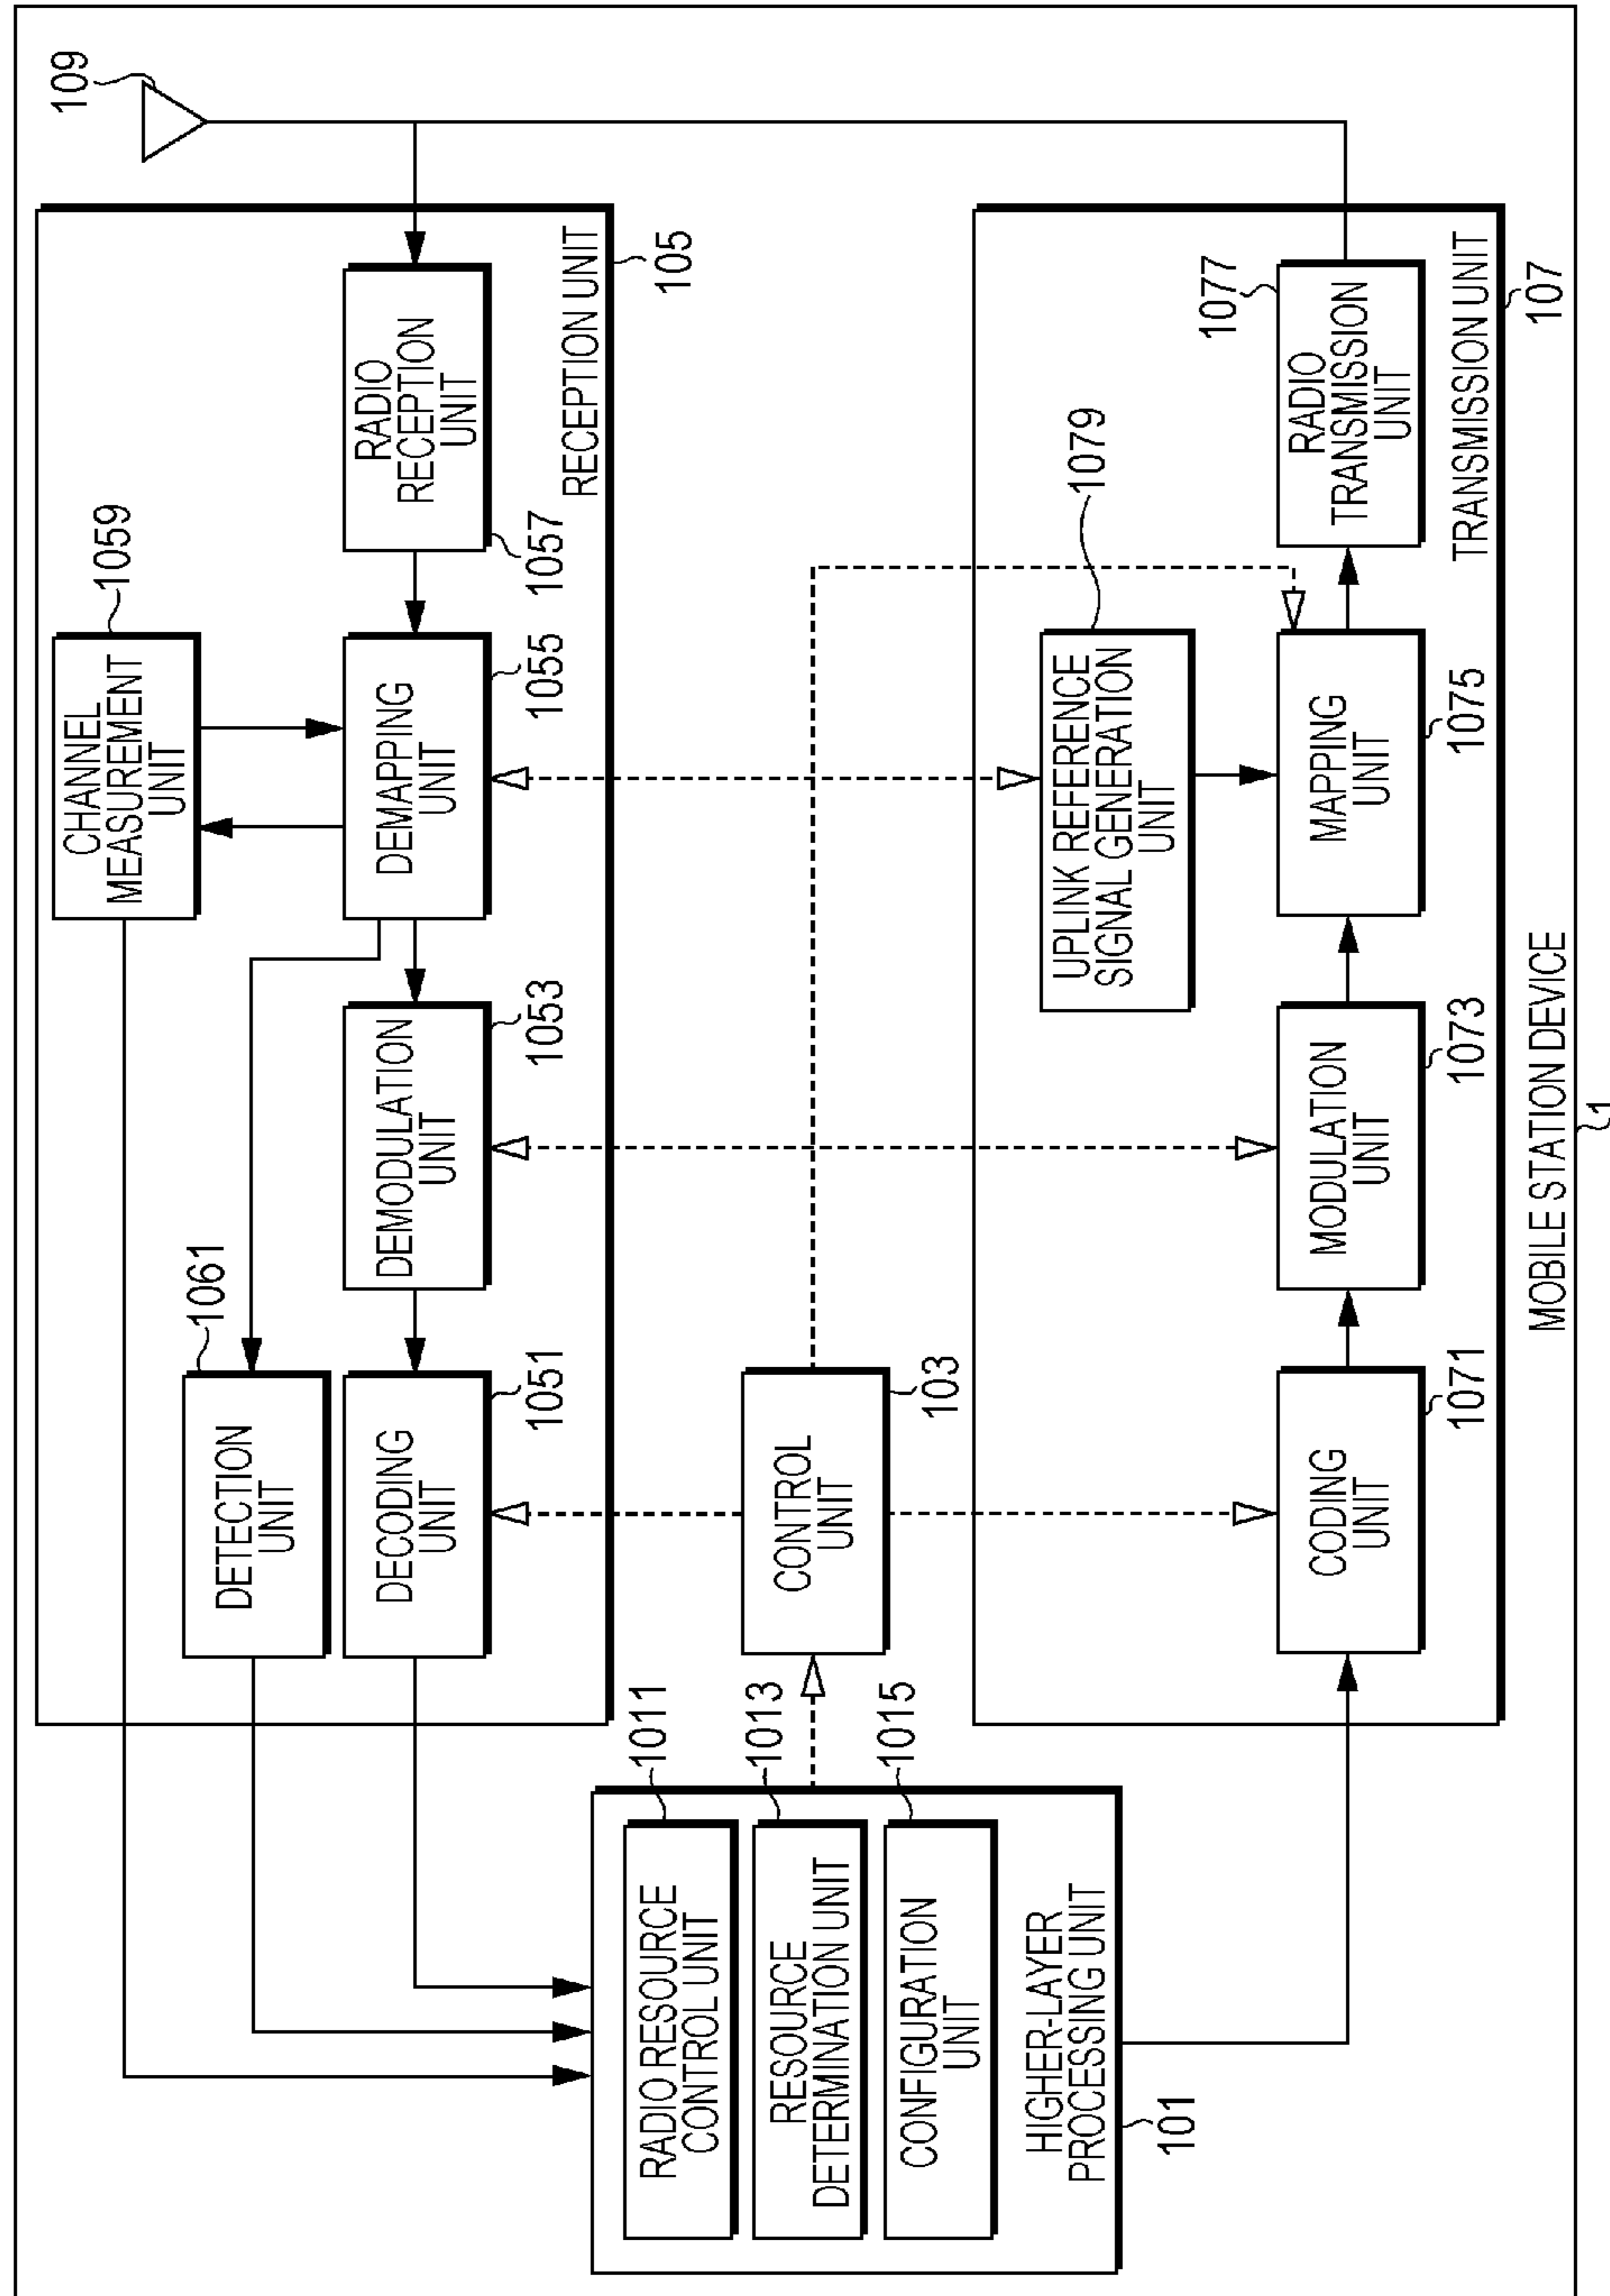 109
RECEPTION UNIT
105
RADIO
RECEPTION
UNIT
1057
CHANNEL
MEASUREMENT
UNIT
1059
DEMAPPING
UNIT
1055
DEMODULATION
UNIT
1053
DETECTION
UNIT
1061
DECODING
UNIT
1051
CONTROL
UNIT
103
RADIO RESOURCE
CONTROL UNIT
1011
RESOURCE
DETERMINATION UNIT
1013
CONFIGURATION
UNIT
1015
HIGHER-LAYER
PROCESSING UNIT
101
CODING
UNIT
1071
MODULATION
UNIT
1073
MAPPING
UNIT
1075
UPLINK REFERENCE
SIGNAL GENERATION
UNIT
1079
RADIO
TRANSMISSION
UNIT
1077
TRANSMISSION UNIT
107
MOBILE STATION DEVICE
1